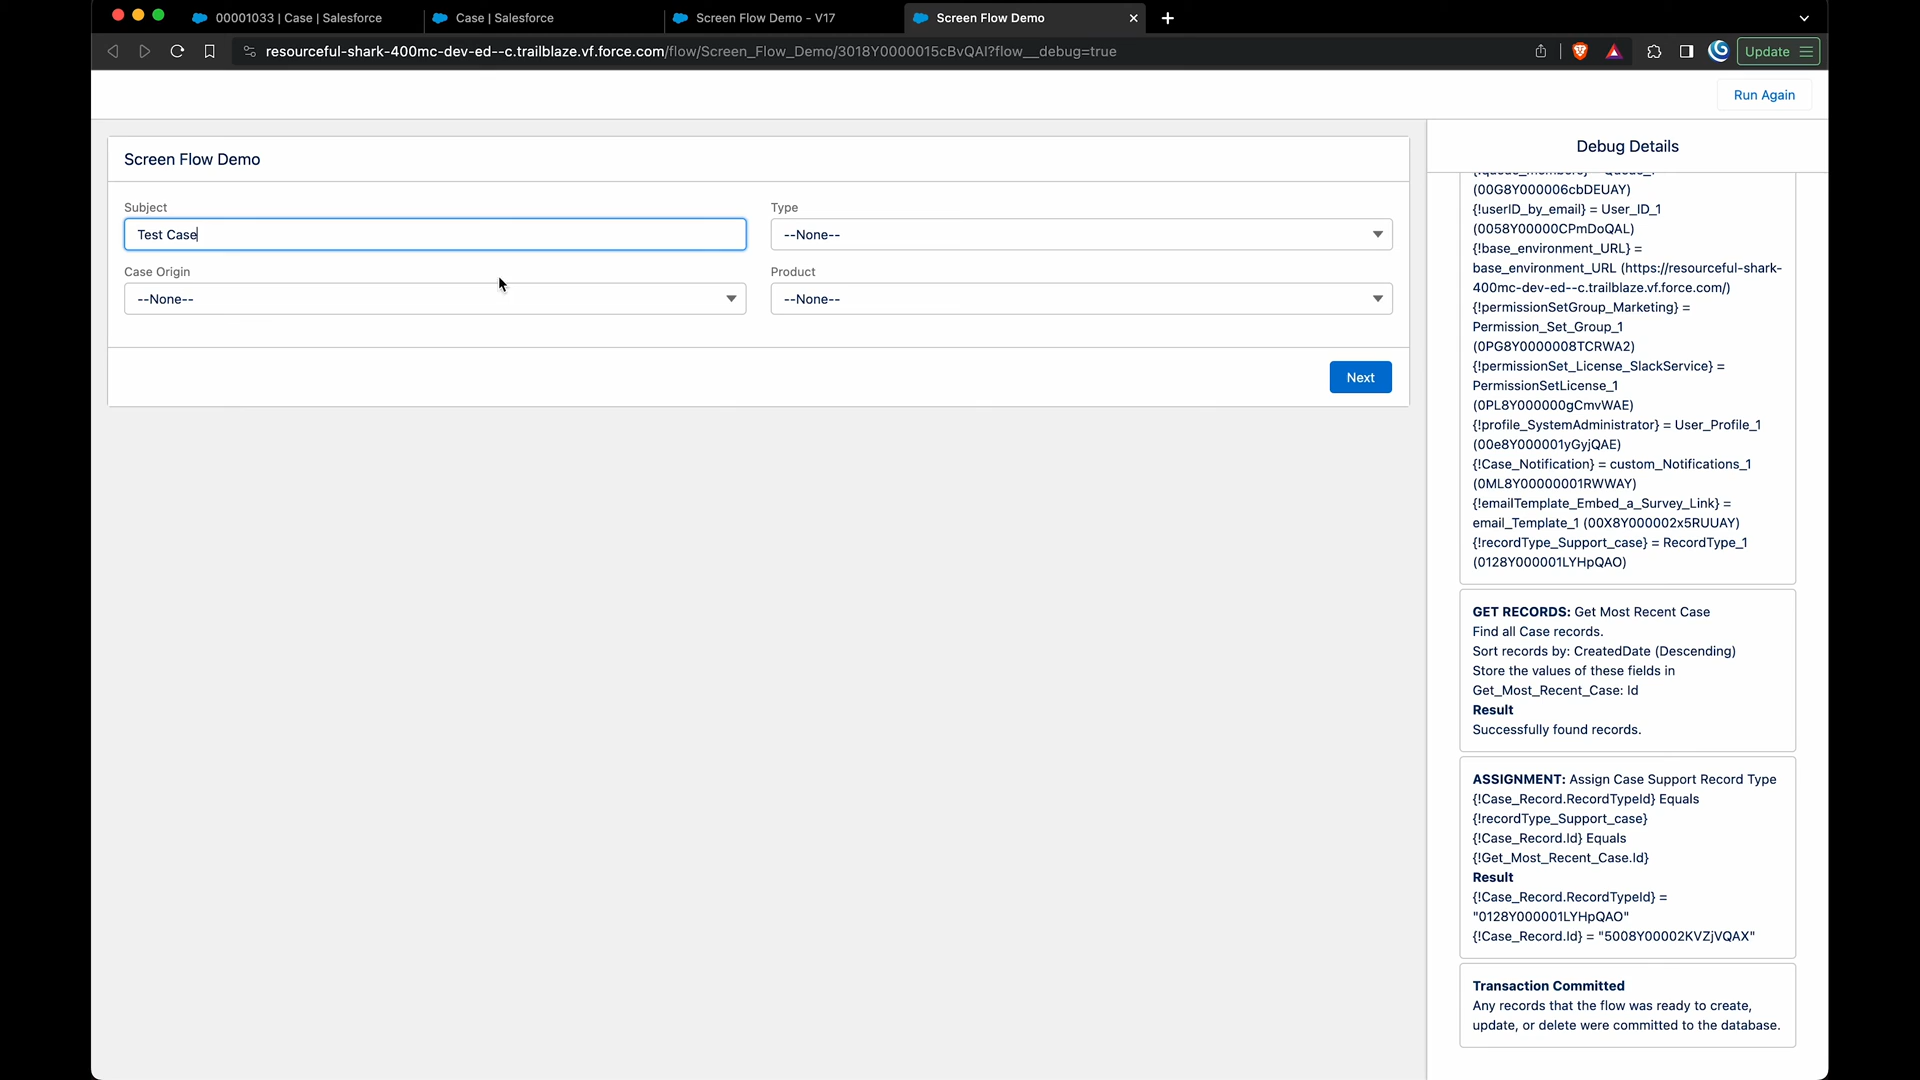 00001033 | Case | Salesforce
Case | Salesforce
Screen Flow Demo - V17
Screen Flow Demo
resourceful-shark-400mc-dev-ed--c.trailblaze.vf.force.com/flow/Screen_Flow_Demo/3018Y0000015cBvQAI?flow__debug=true
Update
Run Again
Screen Flow Demo
Subject
Test Case
Type
--None--
Case Origin
--None--
Product
--None--
Next
Debug Details
(00G8Y000006cbDEUAY)
{!userID_by_email} = User_ID_1
(0058Y00000CPmDoQAL)
{!base_environment_URL} =
base_environment_URL (https://resourceful-shark-
400mc-dev-ed--c.trailblaze.vf.force.com/)
{!permissionSetGroup_Marketing} =
Permission_Set_Group_1
(0PG8Y0000008TCRWA2)
{!permissionSet_License_SlackService} =
PermissionSetLicense_1
(0PL8Y000000gCmvWAE)
{!profile_SystemAdministrator} = User_Profile_1
(00e8Y000001yGyjQAE)
{!Case_Notification} = custom_Notifications_1
(0ML8Y00000001RWWAY)
{!emailTemplate_Embed_a_Survey_Link} =
email_Template_1 (00X8Y000002x5RUUAY)
{!recordType_Support_case} = RecordType_1
(0128Y000001LYHpQAO)
GET RECORDS: Get Most Recent Case
Find all Case records.
Sort records by: CreatedDate (Descending)
Store the values of these fields in
Get_Most_Recent_Case: Id
Result
Successfully found records.
ASSIGNMENT: Assign Case Support Record Type
{!Case_Record.RecordTypeId} Equals
{!recordType_Support_case}
{!Case_Record.Id} Equals
{!Get_Most_Recent_Case.Id}
Result
{!Case_Record.RecordTypeId} =
"0128Y000001LYHpQAO"
{!Case_Record.Id} = "5008Y00002KVZjVQAX"
Transaction Committed
Any records that the flow was ready to create,
update, or delete were committed to the database.